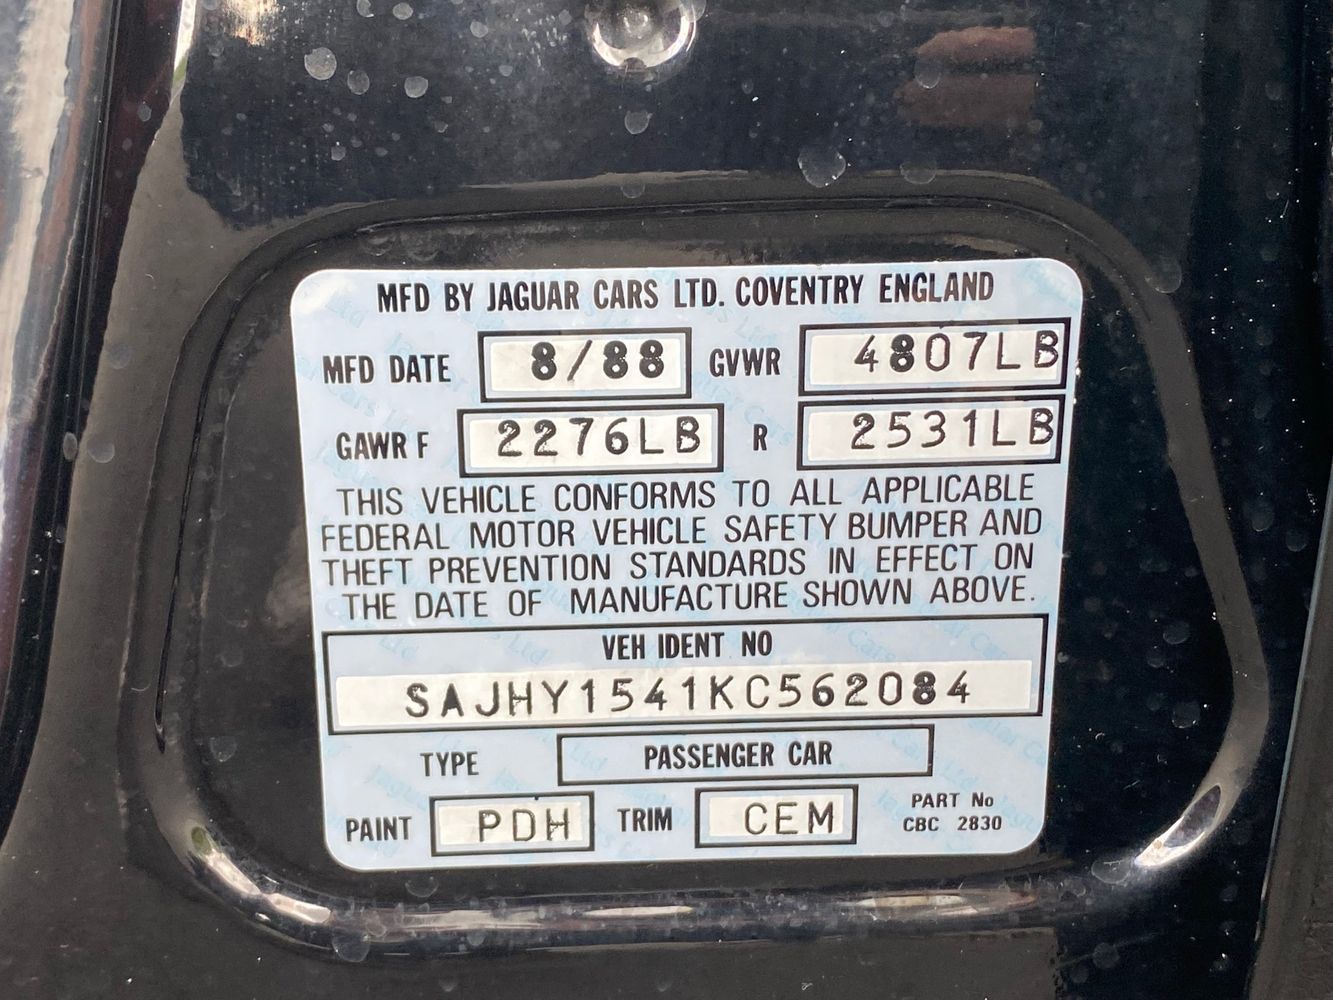 MFD BY JAGUAR CARS LTD. COVENTRY ENGLAND
MFD DATE 8/88 GVWR 4807LB
GAWR F 2276LB R 2531LB
THIS VEHICLE CONFORMS TO ALL APPLICABLE
FEDERAL MOTOR VEHICLE SAFETY BUMPER AND
THEFT PREVENTION STANDARDS IN EFFECT ON
THE DATE OF MANUFACTURE SHOWN ABOVE.
VEH IDENT NO
SAJHY1541KC562084
TYPE PASSENGER CAR
PAINT PDH TRIM CEM PART No
CBC 2830